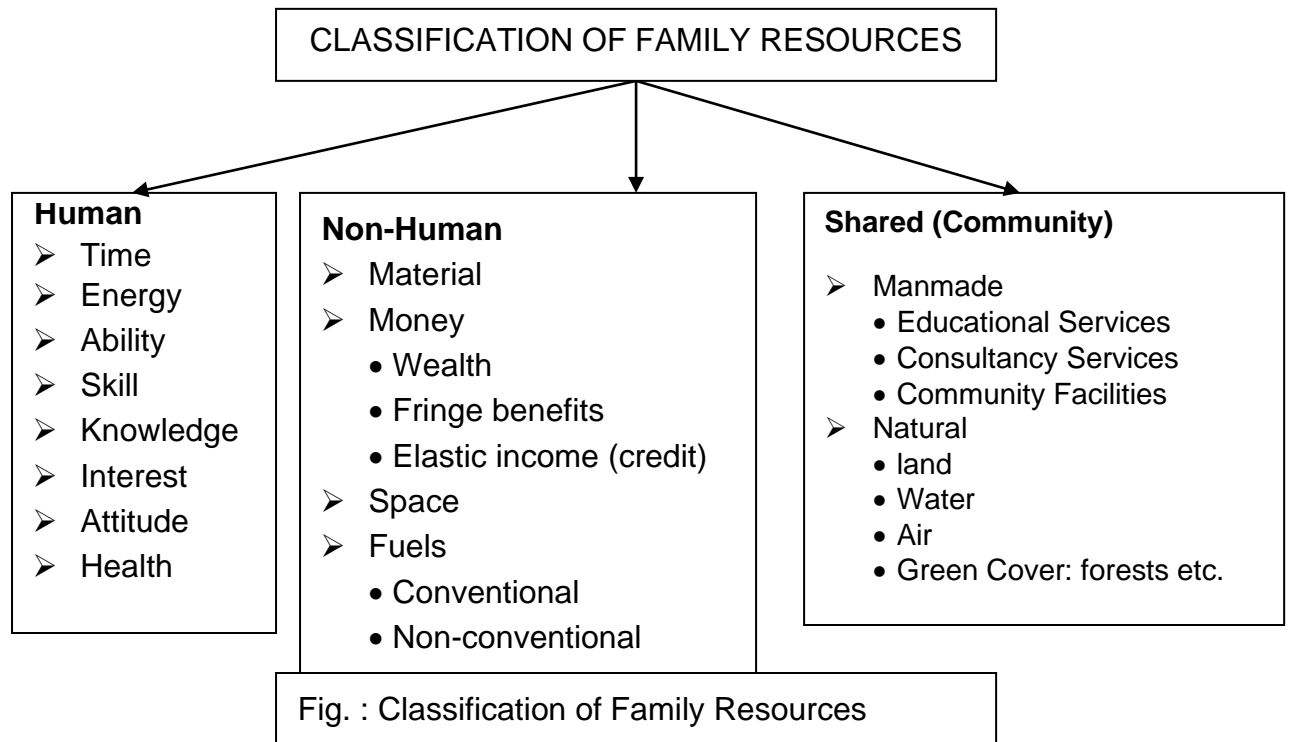 CLASSIFICATION OF FAMILY RESOURCES
Human
➢ Time
➢ Energy
➢ Ability
➢ Skill
➢ Knowledge
➢ Interest
➢ Attitude
➢ Health
Non-Human
➢ Material
➢ Money
• Wealth
• Fringe benefits
• Elastic income (credit)
➢ Space
➢ Fuels
• Conventional
• Non-conventional
Shared (Community)
➢ Manmade
• Educational Services
• Consultancy Services
• Community Facilities
➢ Natural
• land
• Water
• Air
• Green Cover: forests etc.
Fig. : Classification of Family Resources